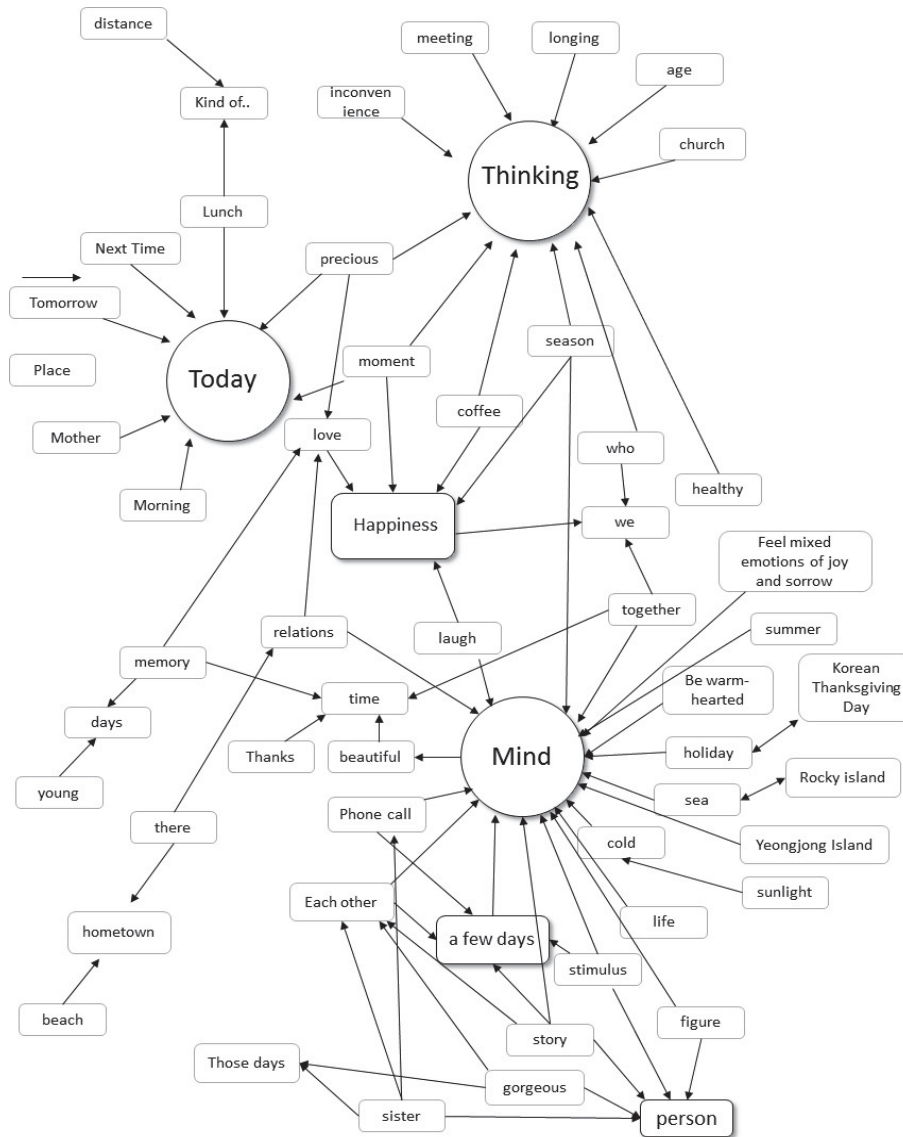 distance
meeting
longing
age
inconven
ience
Kind of..
church
Thinking
Lunch
Next Time
precious
Tomorrow
moment
season
Place
Today
coffee
Mother
love
who
Morning
healthy
Happiness
we
Feel mixed
emotions of joy
and sorrow
together
relations
laugh
summer
memory
Be warm-
hearted
Korean
Thanksgiving
Day
time
days
Mind
holiday
Thanks
beautiful
Rocky island
young
sea
Phone call
there
cold
Yeongjong Island
sunlight
Each other
life
hometown
a few days
stimulus
beach
story
figure
Those days
gorgeous
sister
person